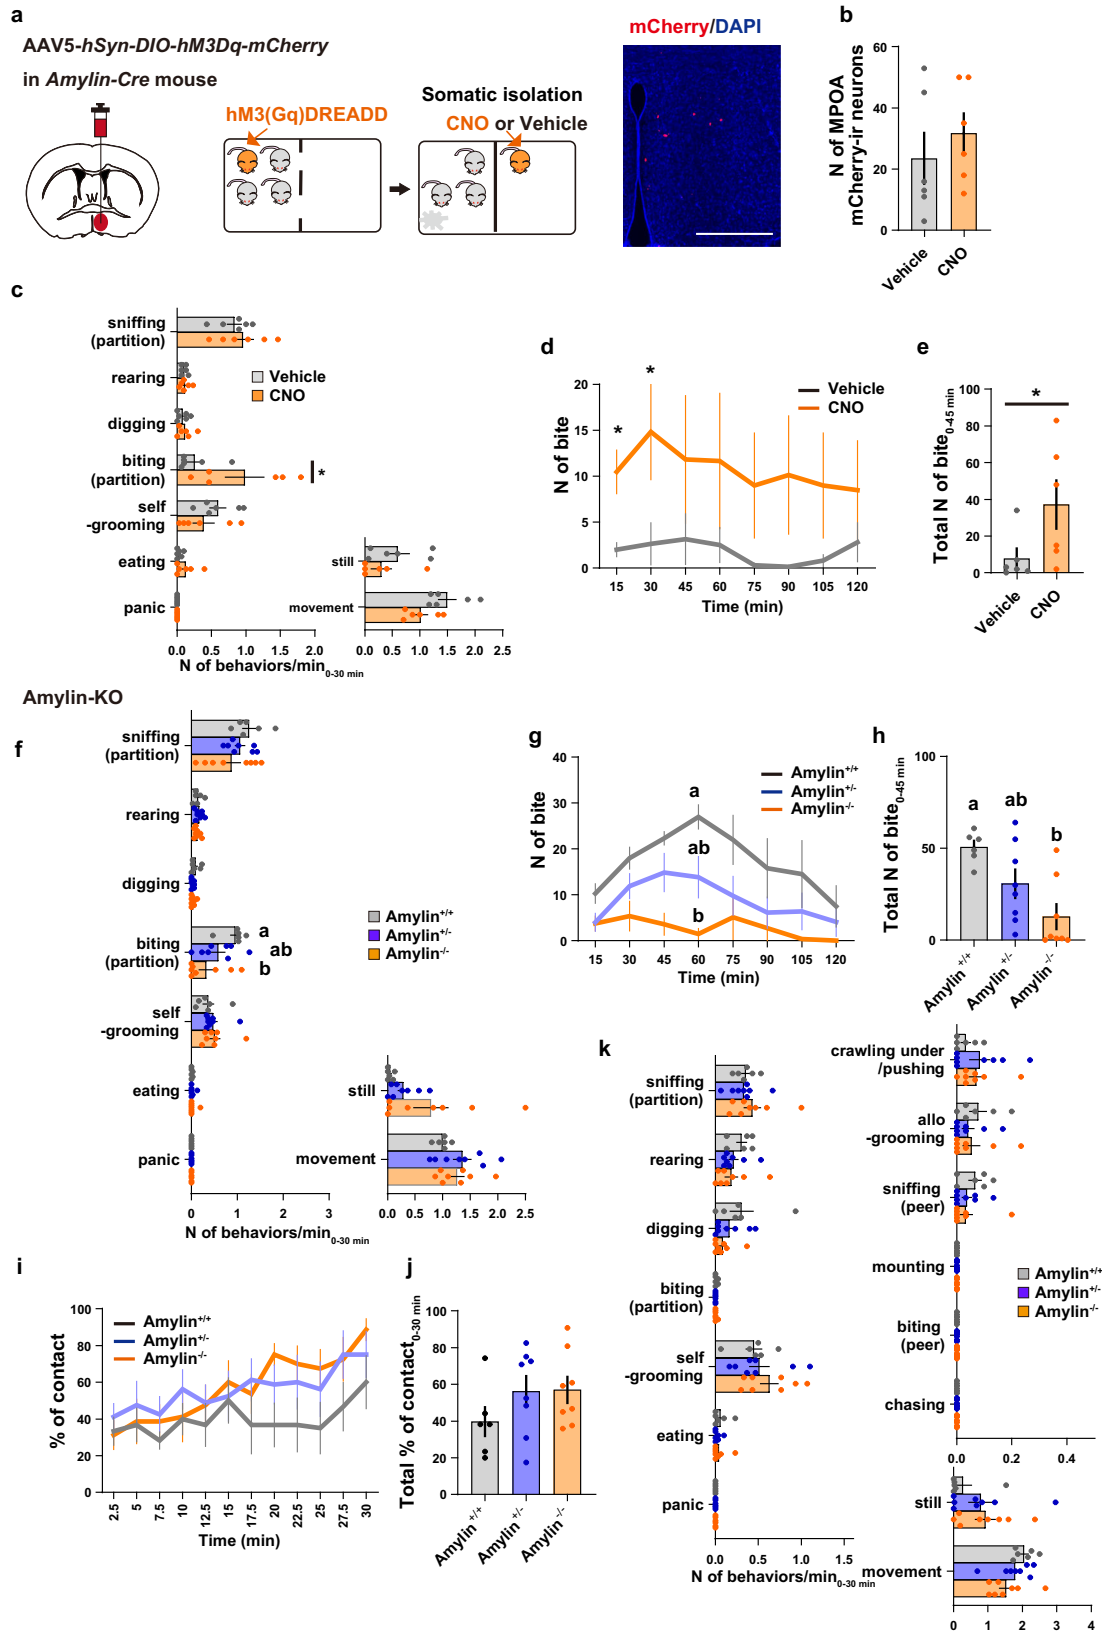 a
AAV5-hSyn-DIO-hM3Dq-mCherry
in Amylin-Cre mouse
hM3(Gq)DREADD
Somatic isolation
CNO or Vehicle
mCherry/DAPI
b
N of MPOA
mCherry-ir neurons
60
40
20
0
Vehicle
CNO
c
sniffing
(partition)
rearing
digging
biting
(partition)
self
-grooming
eating
panic
Vehicle
CNO
*
still
movement
0.0 0.5 1.0 1.5 2.0
0.0 0.5 1.0 1.5 2.0 2.5
N of behaviors/min0-30 min
d
N of bite
20
15
10
5
0
*
*
Vehicle
CNO
15 30 45 60 75 90 105 120
Time (min)
e
Total N of bite0-45 min
100
80
60
40
20
0
*
Vehicle
CNO
Amylin-KO
f
sniffing
(partition)
rearing
digging
biting
(partition)
self
-grooming
eating
panic
a
ab
b
Amylin+/+
Amylin+/-
Amylin-/-
still
movement
0 1 2 3
0.0 0.5 1.0 1.5 2.0 2.5
N of behaviors/min0-30 min
g
N of bite
40
30
20
10
0
a
ab
b
Amylin+/+
Amylin+/-
Amylin-/-
15 30 45 60 75 90 105 120
Time (min)
h
Total N of bite0-45 min
100
50
0
a
ab
b
Amylin+/+
Amylin+/-
Amylin-/-
i
% of contact
100
80
60
40
20
0
Amylin+/+
Amylin+/-
Amylin-/-
2.5 5 7.5 10 12.5 15 17.5 20 22.5 25 27.5 30
Time (min)
j
Total % of contact0-30 min
100
80
60
40
20
0
Amylin+/+
Amylin+/-
Amylin-/-
k
sniffing
(partition)
rearing
digging
biting
(partition)
self
-grooming
eating
panic
0.0 0.5 1.0 1.5
N of behaviors/min0-30 min
crawling under
/pushing
allo
-grooming
sniffing
(peer)
mounting
biting
(peer)
chasing
Amylin+/+
Amylin+/-
Amylin-/-
0.0 0.2 0.4
still
movement
0 1 2 3 4